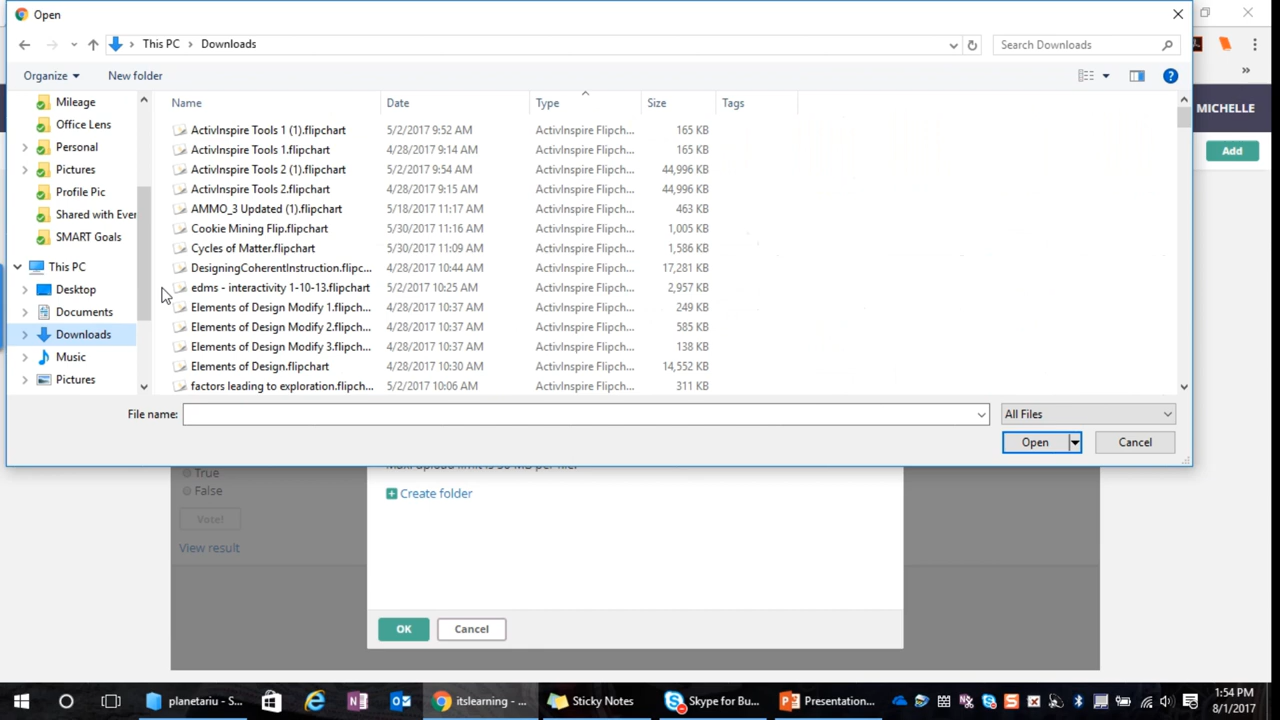 Open
This PC > Downloads
Search Downloads
Organize
New folder
Mileage
Office Lens
Personal
Pictures
Profile Pic
Shared with Ever
SMART Goals
This PC
Desktop
Documents
Downloads
Music
Pictures
Name Date Type Size Tags
ActivInspire Tools 1 (1).flipchart 5/2/2017 9:52 AM ActivInspire Flipch... 165 KB
ActivInspire Tools 1.flipchart 4/28/2017 9:14 AM ActivInspire Flipch... 165 KB
ActivInspire Tools 2 (1).flipchart 5/2/2017 9:54 AM ActivInspire Flipch... 44,996 KB
ActivInspire Tools 2.flipchart 4/28/2017 9:15 AM ActivInspire Flipch... 44,996 KB
AMMO_3 Updated (1).flipchart 5/18/2017 11:17 AM ActivInspire Flipch... 463 KB
Cookie Mining Flip.flipchart 5/30/2017 11:16 AM ActivInspire Flipch... 1,005 KB
Cycles of Matter.flipchart 5/30/2017 11:09 AM ActivInspire Flipch... 1,586 KB
DesigningCoherentInstruction.flipc... 4/28/2017 10:44 AM ActivInspire Flipch... 17,281 KB
edms - interactivity 1-10-13.flipchart 5/2/2017 10:25 AM ActivInspire Flipch... 2,957 KB
Elements of Design Modify 1.flipch... 4/28/2017 10:37 AM ActivInspire Flipch... 249 KB
Elements of Design Modify 2.flipch... 4/28/2017 10:37 AM ActivInspire Flipch... 585 KB
Elements of Design Modify 3.flipch... 4/28/2017 10:37 AM ActivInspire Flipch... 138 KB
Elements of Design.flipchart 4/28/2017 10:30 AM ActivInspire Flipch... 14,552 KB
factors leading to exploration.flipch... 5/2/2017 10:06 AM ActivInspire Flipch... 311 KB
File name:
All Files
Open
Cancel
MICHELLE
Add
True
False
Vote!
View result
Create folder
OK
Cancel
planetariu - S...
itslearning - ...
Sticky Notes
Skype for Bu...
Presentation...
1:54 PM
8/1/2017